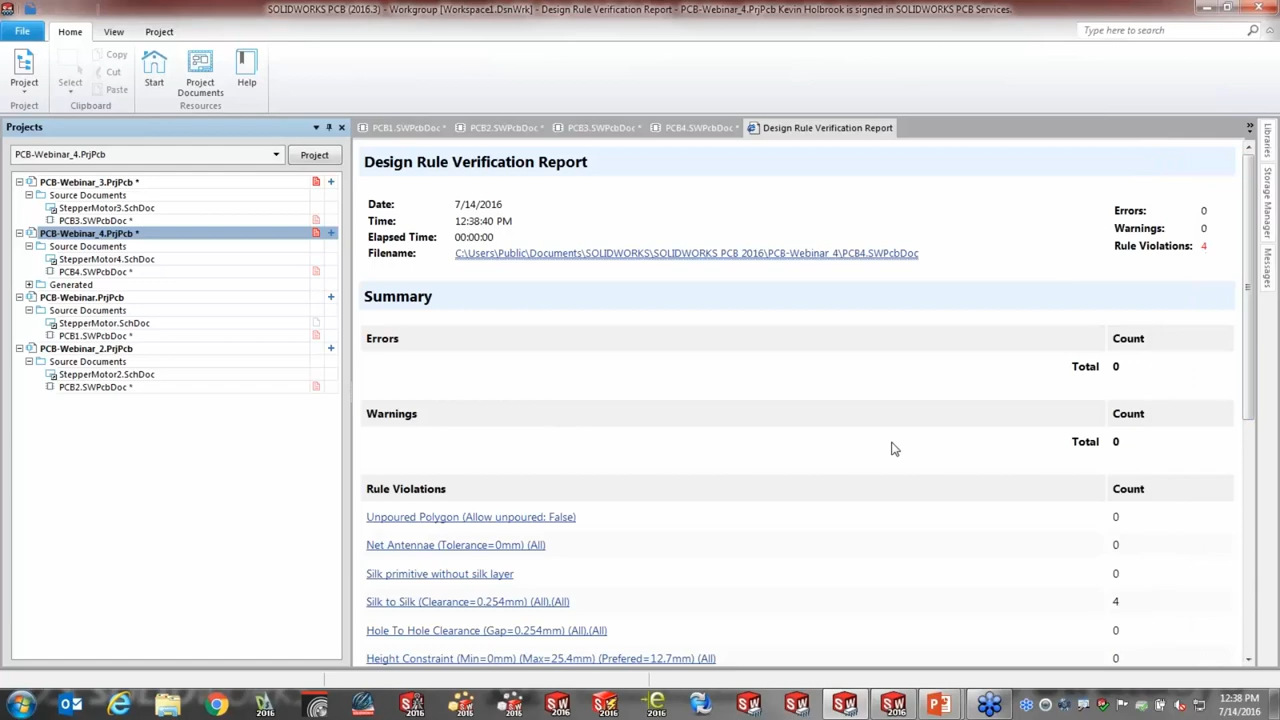 SOLIDWORKS PCB (2016.3) - Workgroup [Workspace1.DsnWrk] - Design Rule Verification Report - PCB-Webinar_4.PrjPcb Kevin Holbrook is signed in SOLIDWORKS PCB Services.
File Home View Project Type here to search
Project Select Copy Cut Paste Start Project Documents Help
Project Clipboard Resources
Projects
PCB1.SWPcbDoc * PCB2.SWPcbDoc * PCB3.SWPcbDoc * PCB4.SWPcbDoc * Design Rule Verification Report
PCB-Webinar_4.PrjPcb Project
PCB-Webinar_3.PrjPcb *
Source Documents
StepperMotor3.SchDoc
PCB3.SWPcbDoc *
PCB-Webinar_4.PrjPcb *
Source Documents
StepperMotor4.SchDoc
PCB4.SWPcbDoc *
Generated
PCB-Webinar.PrjPcb
Source Documents
StepperMotor.SchDoc
PCB1.SWPcbDoc *
PCB-Webinar_2.PrjPcb
Source Documents
StepperMotor2.SchDoc
PCB2.SWPcbDoc *
Design Rule Verification Report
Date: 7/14/2016
Time: 12:38:40 PM
Elapsed Time: 00:00:00
Filename: C:\Users\Public\Documents\SOLIDWORKS\SOLIDWORKS PCB 2016\PCB-Webinar_4\PCB4.SWPcbDoc
Errors: 0
Warnings: 0
Rule Violations: 4
Summary
Errors Count
Total 0
Warnings Count
Total 0
Rule Violations Count
Unpoured Polygon (Allow unpoured: False) 0
Net Antennae (Tolerance=0mm) (All) 0
Silk primitive without silk layer 0
Silk to Silk (Clearance=0.254mm) (All),(All) 4
Hole To Hole Clearance (Gap=0.254mm) (All),(All) 0
Height Constraint (Min=0mm) (Max=25.4mm) (Prefered=12.7mm) (All) 0
Libraries
Storage Manager
Messages
12:38 PM
7/14/2016